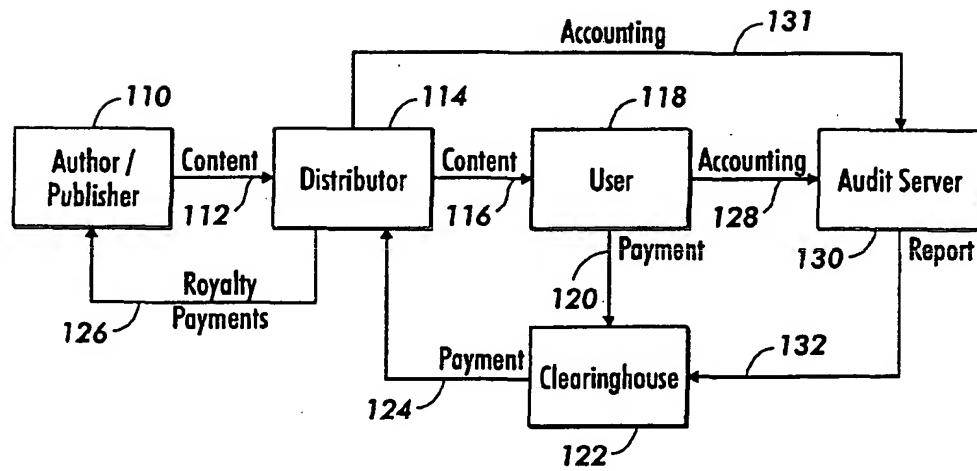 Accounting
131
110
114
118
Author /
Publisher
Content
112
Distributor
Content
116
User
Accounting
128
Audit Server
130
Report
Royalty
Payments
126
Payment
120
Payment
124
Clearinghouse
122
132